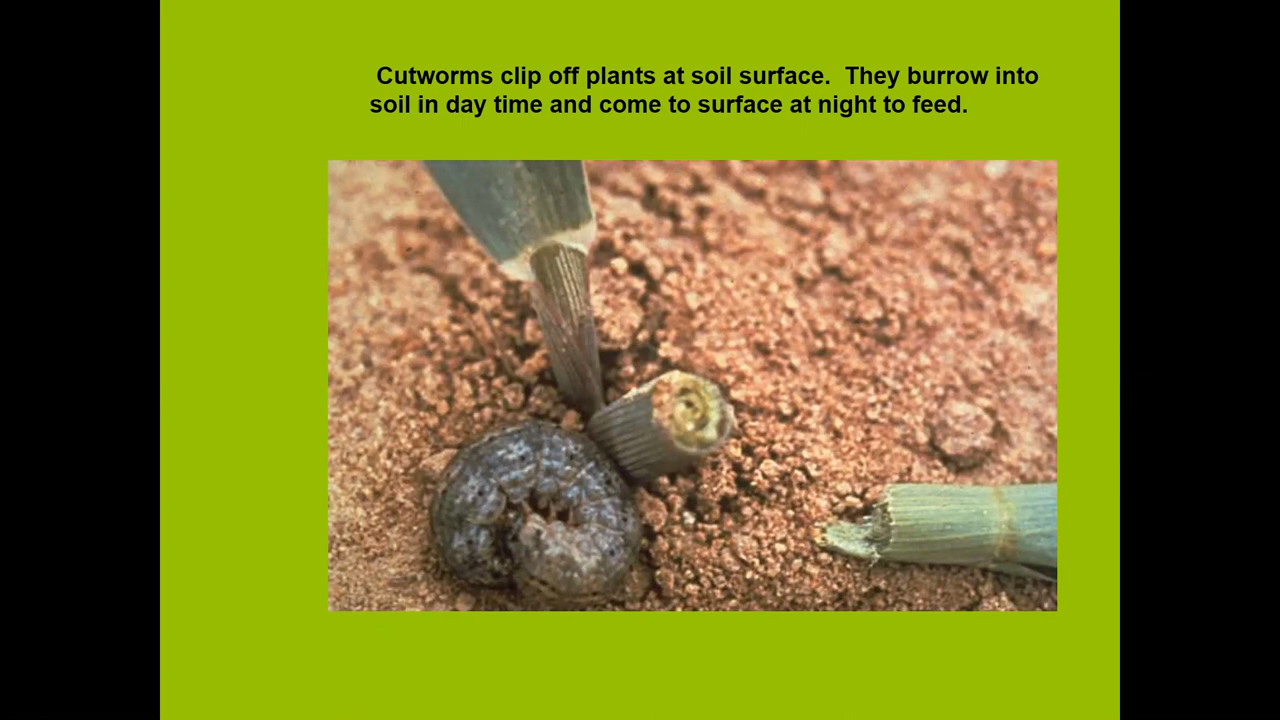 Cutworms clip off plants at soil surface.  They burrow into
soil in day time and come to surface at night to feed.